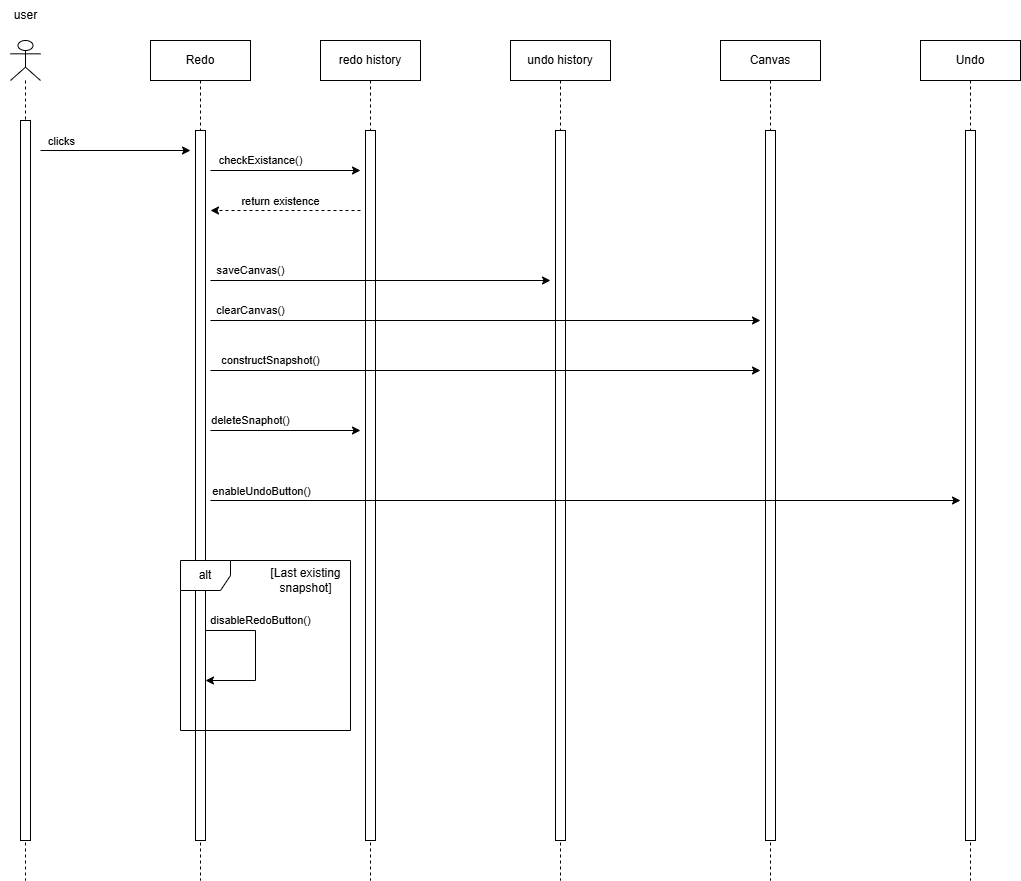 user
Redo
redo history
undo history
Canvas
Undo
clicks
checkExistance()
return existence
saveCanvas()
clearCanvas()
constructSnapshot()
deleteSnaphot()
enableUndoButton()
alt
[Last existing
snapshot]
disableRedoButton()